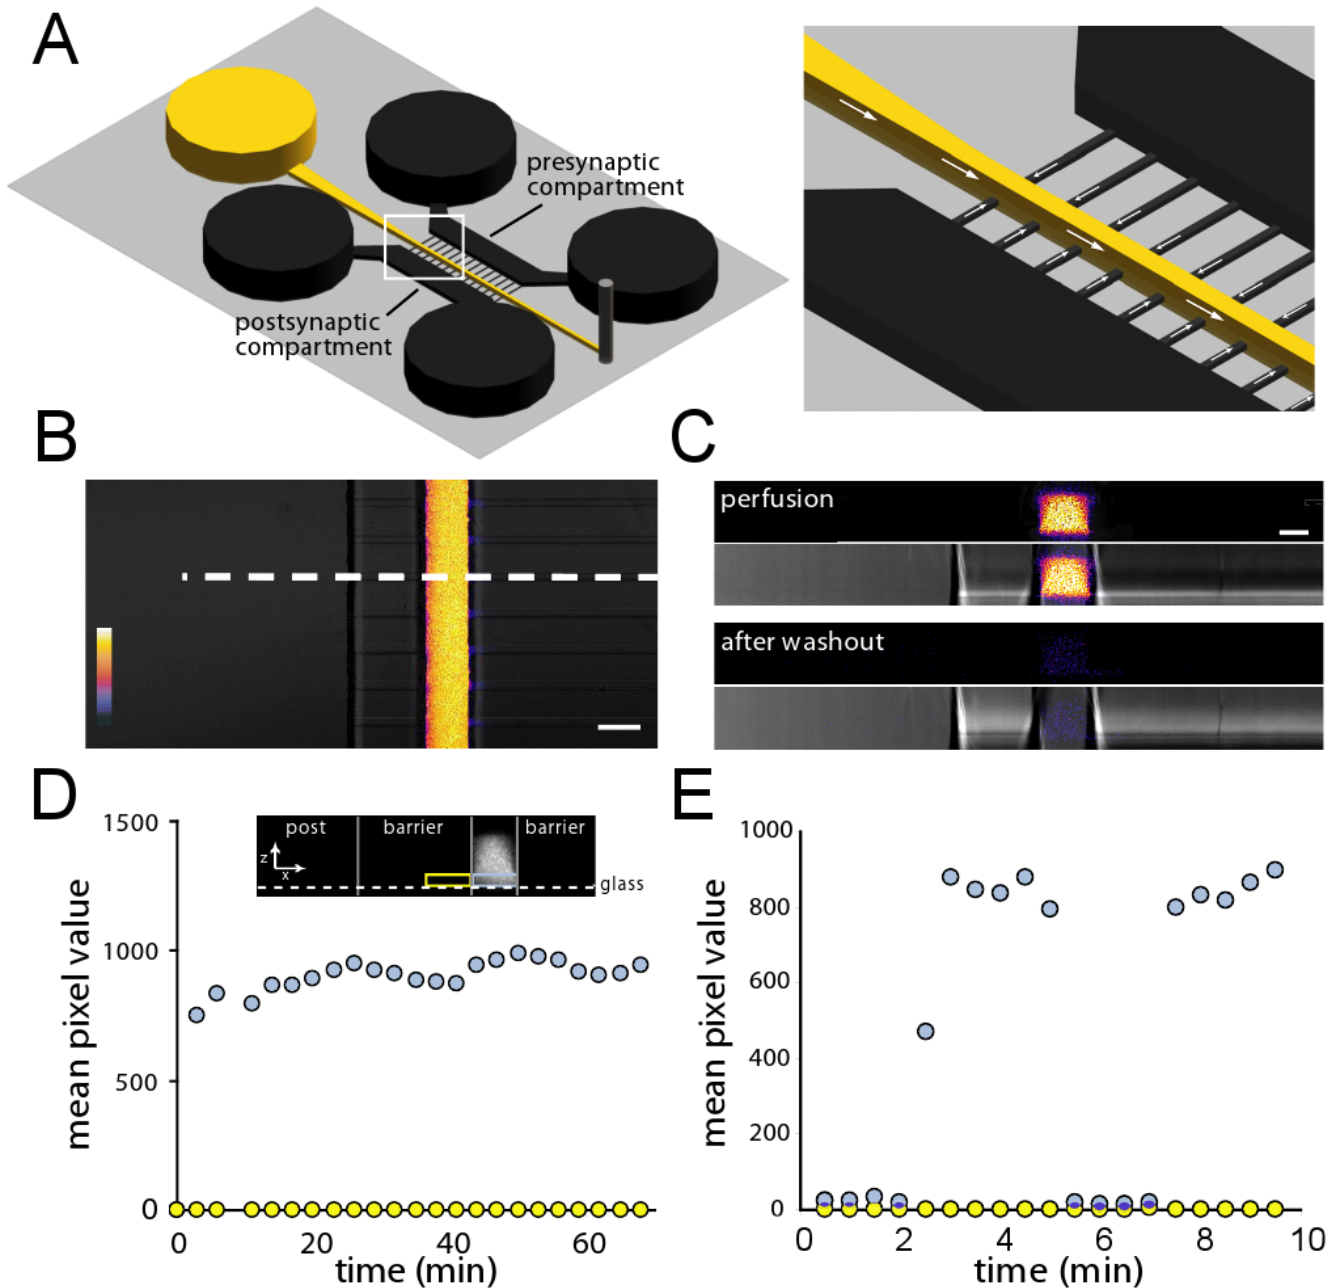 A
presynaptic
compartment
postsynaptic
compartment
B
C
perfusion
after washout
D
1500
1000
500
0
mean pixel value
post
barrier
barrier
z
x
glass
0
20
40
60
time (min)
E
1000
800
600
400
200
0
mean pixel value
0
2
4
6
8
10
time (min)